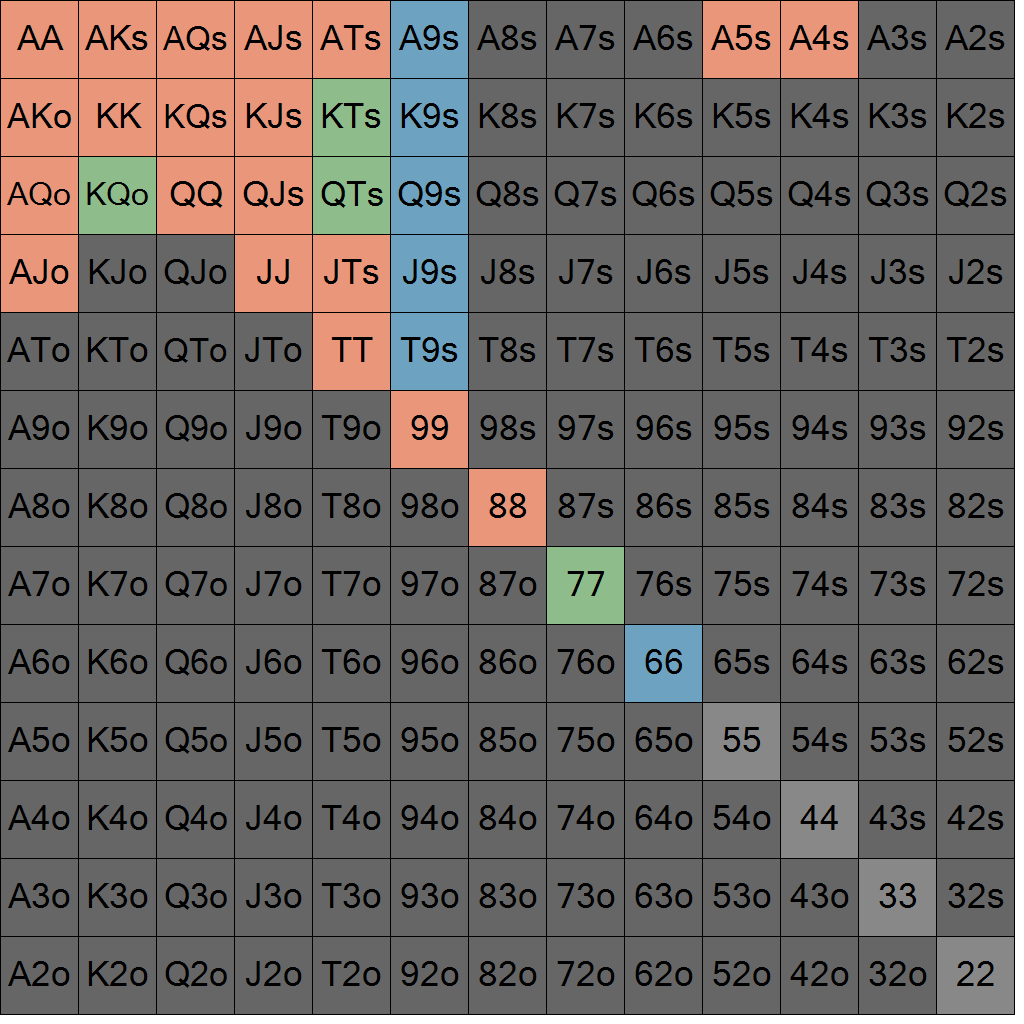 AA AKs AQs AJs ATs A9s A8s A7s A6s A5s A4s A3s A2s
AKo KK KQs KJs KTs K9s K8s K7s K6s K5s K4s K3s K2s
AQo KQo QQ QJs QTs Q9s Q8s Q7s Q6s Q5s Q4s Q3s Q2s
AJo KJo QJo JJ JTs J9s J8s J7s J6s J5s J4s J3s J2s
ATo KTo QTo JTo TT T9s T8s T7s T6s T5s T4s T3s T2s
A9o K9o Q9o J9o T9o 99 98s 97s 96s 95s 94s 93s 92s
A8o K8o Q8o J8o T8o 98o 88 87s 86s 85s 84s 83s 82s
A7o K7o Q7o J7o T7o 97o 87o 77 76s 75s 74s 73s 72s
A6o K6o Q6o J6o T6o 96o 86o 76o 66 65s 64s 63s 62s
A5o K5o Q5o J5o T5o 95o 85o 75o 65o 55 54s 53s 52s
A4o K4o Q4o J4o T4o 94o 84o 74o 64o 54o 44 43s 42s
A3o K3o Q3o J3o T3o 93o 83o 73o 63o 53o 43o 33 32s
A2o K2o Q2o J2o T2o 92o 82o 72o 62o 52o 42o 32o 22